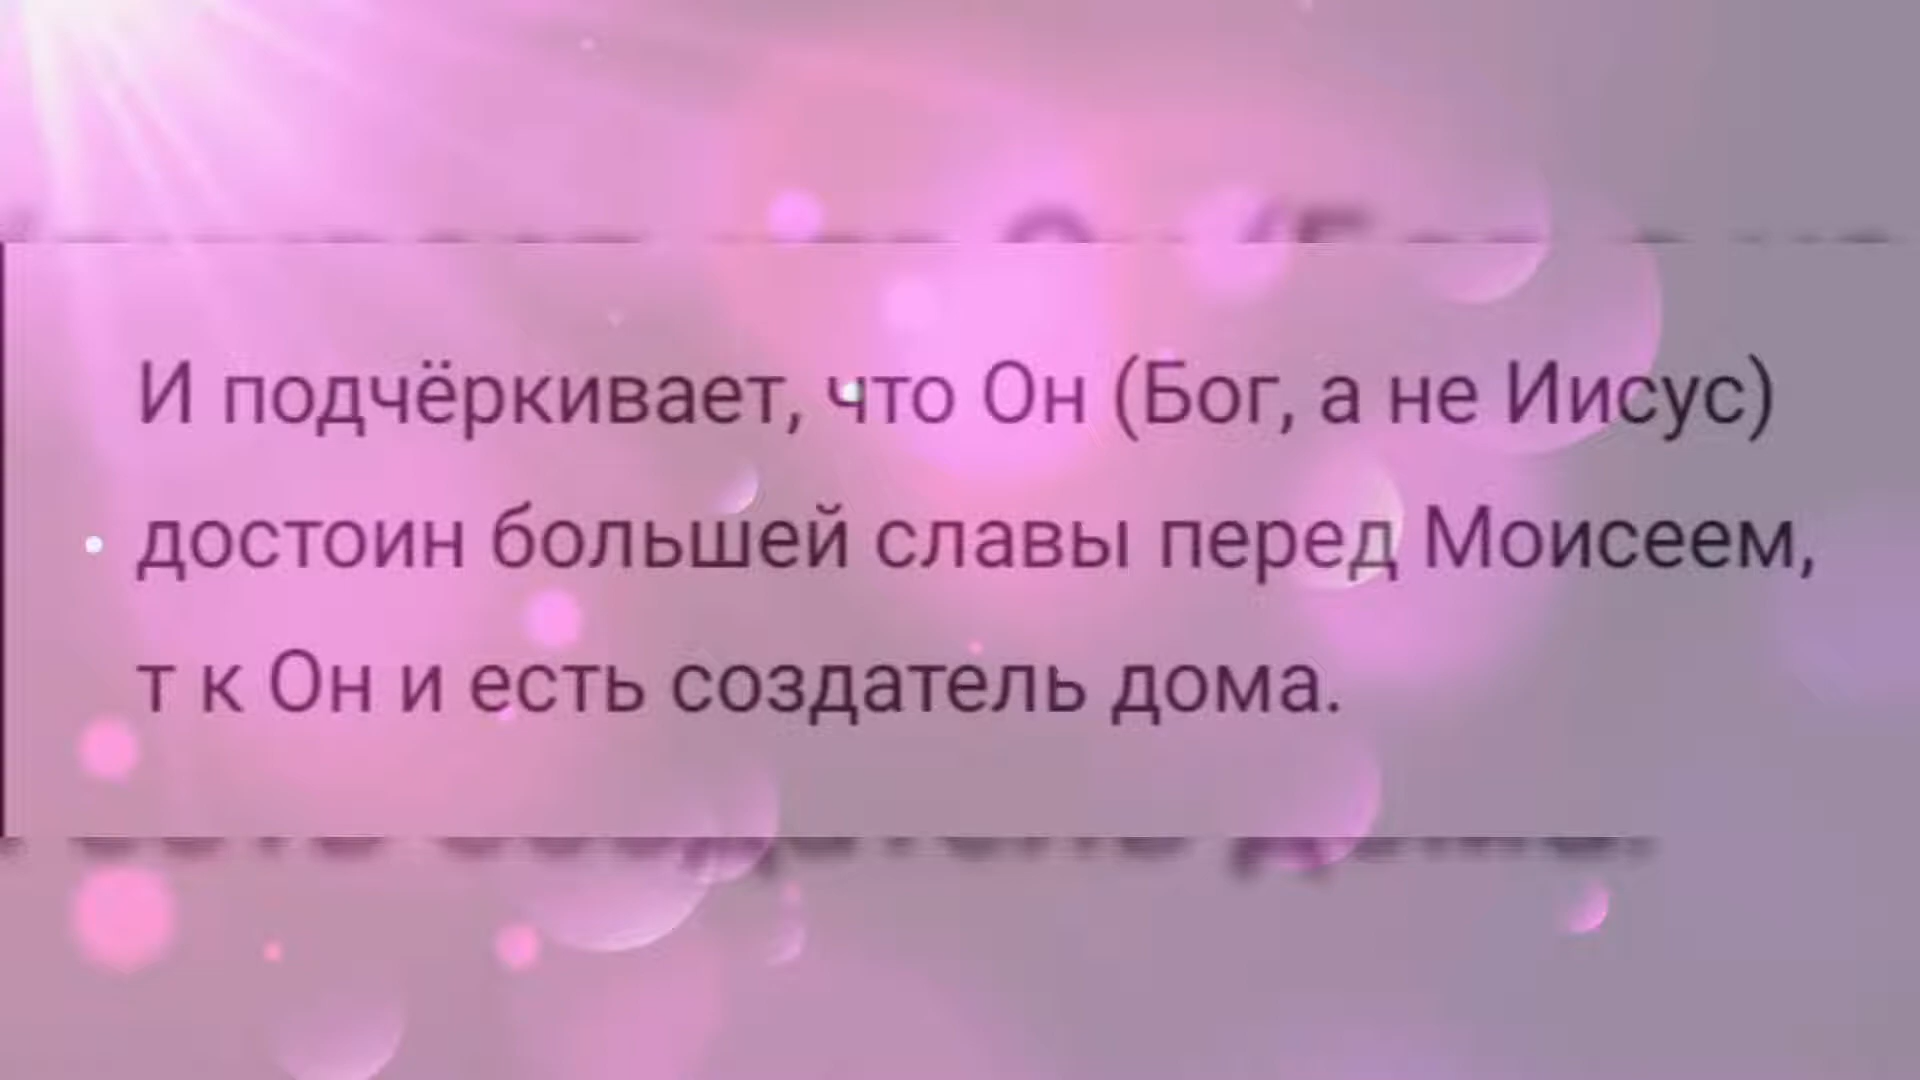 И подчёркивает, что Он (Бог, а не Иисус)
достоин большей славы перед Моисеем,
т к Он и есть создатель дома.